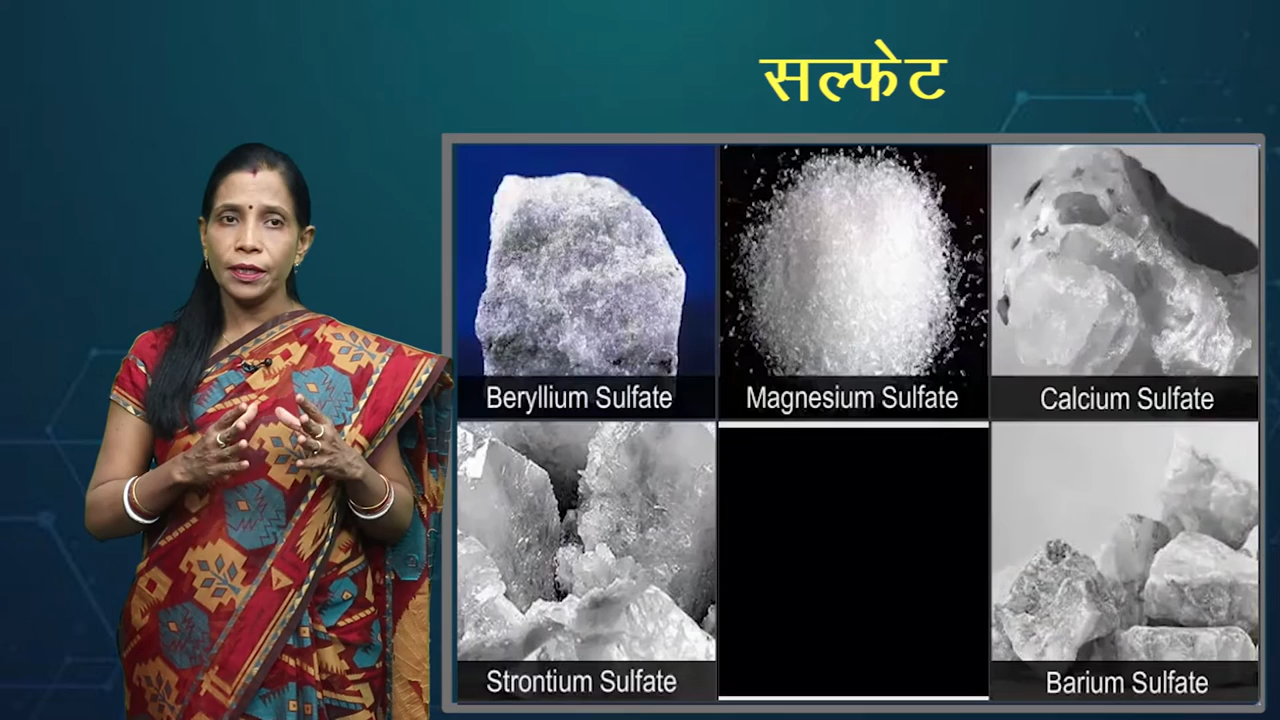 सल्फेट
Beryllium Sulfate
Magnesium Sulfate
Calcium Sulfate
Strontium Sulfate
Barium Sulfate